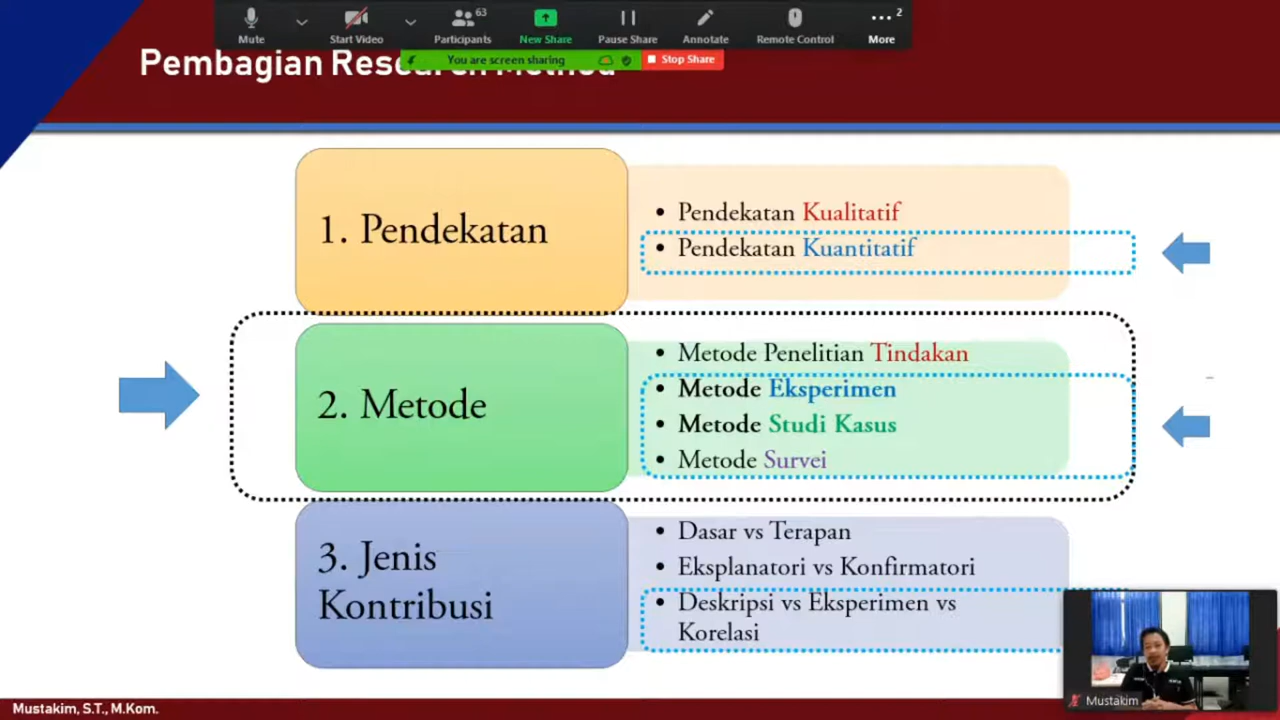 Mute
Start Video
Participants
63
New Share
Pause Share
Annotate
Remote Control
More
2
You are screen sharing
Stop Share
Pembagian Research Method
1. Pendekatan
• Pendekatan Kualitatif
• Pendekatan Kuantitatif
2. Metode
• Metode Penelitian Tindakan
• Metode Eksperimen
• Metode Studi Kasus
• Metode Survei
3. Jenis
Kontribusi
• Dasar vs Terapan
• Eksplanatori vs Konfirmatori
• Deskripsi vs Eksperimen vs
Korelasi
Mustakim
Mustakim, S.T., M.Kom.